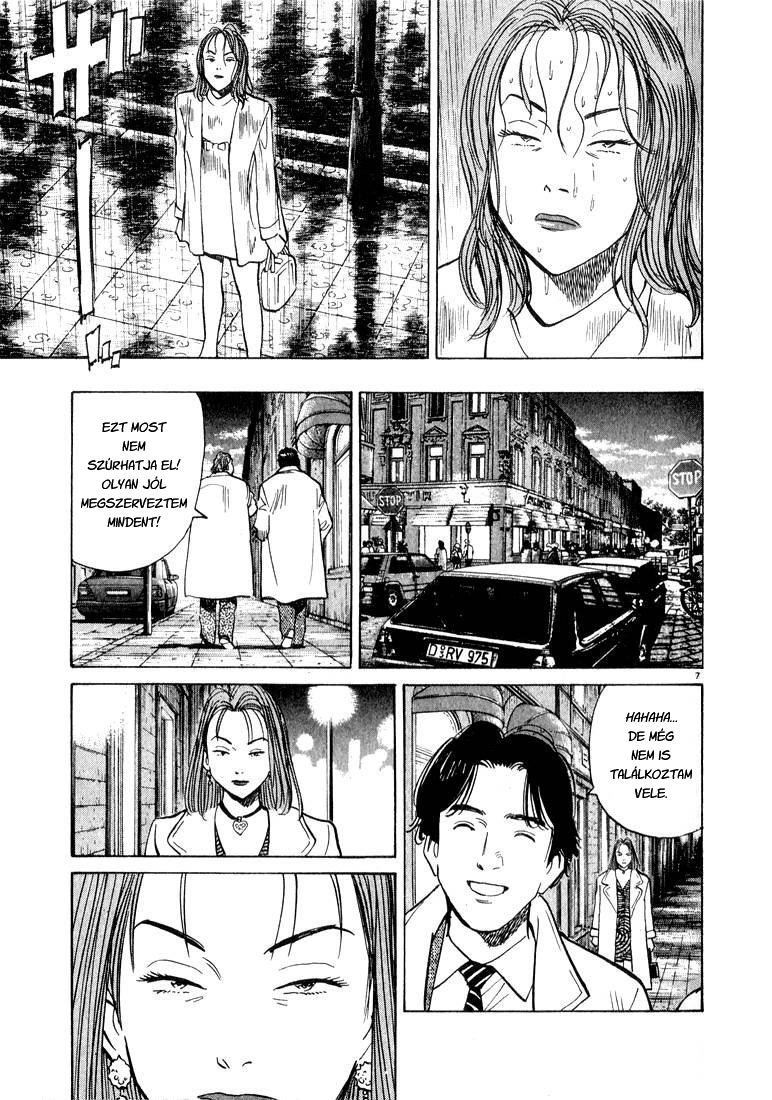 ザ
EZT MOST
NEM
SZÚRHATJA EL!
OLYAN JÓL
MEGSZERVEZTEM
MINDENT!
STOP
STOP
D RV 975
7
HAHAHA...
DE MÉG
NEM IS
TALÁLKOZTAM
VELE.